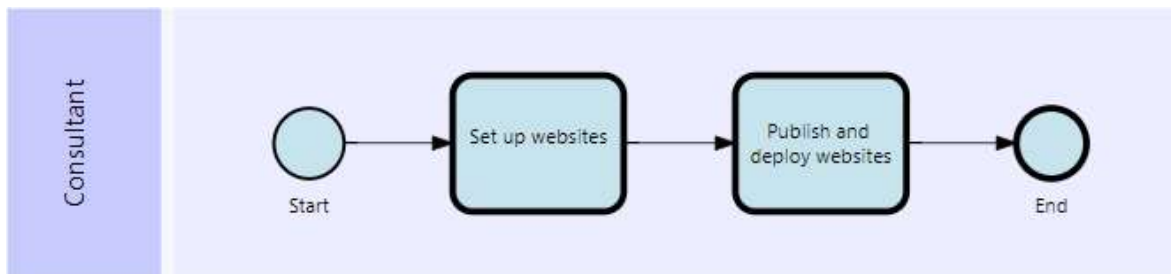 Consultant
Start
Set up websites
Publish and
deploy websites
End